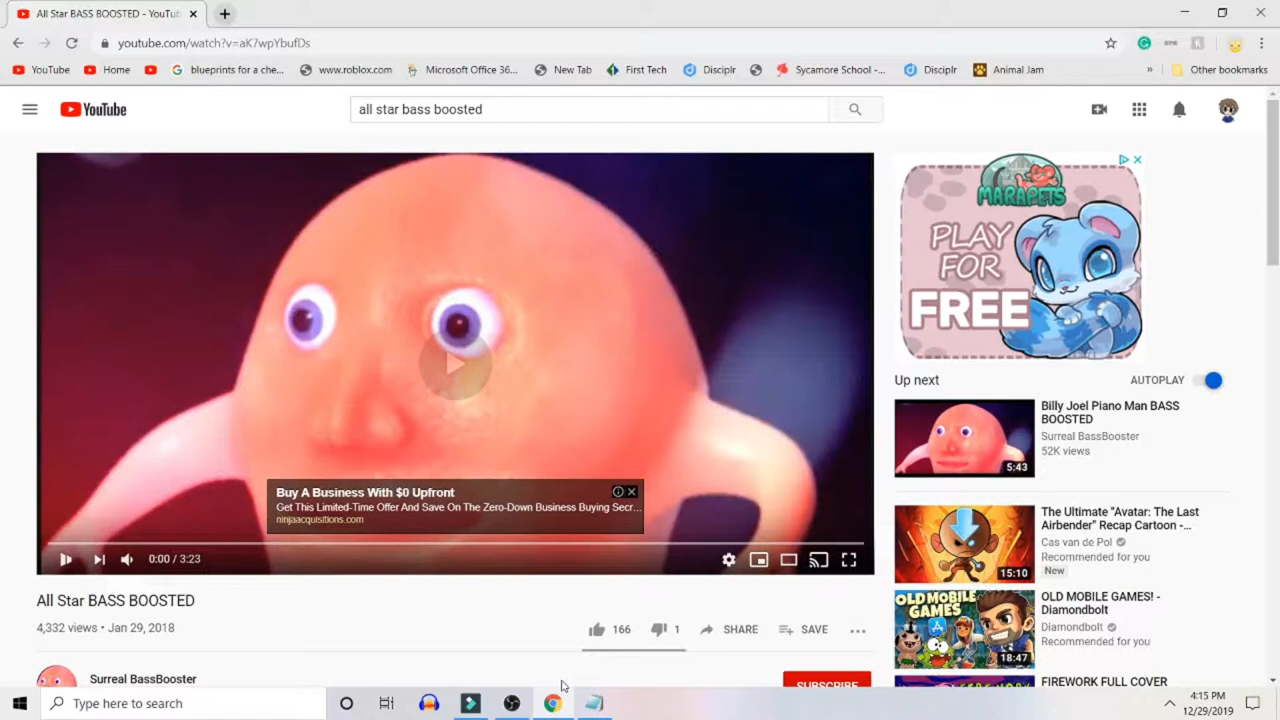 All Star BASS BOOSTED - YouTub
youtube.com/watch?v=aK7wpYbufDs
YouTube Home blueprints for a che... www.roblox.com Microsoft Office 36... New Tab First Tech Disciplr Sycamore School -... Disciplr Animal Jam » Other bookmarks
YouTube
all star bass boosted
MARAPETS
PLAY
FOR
FREE
Buy A Business With $0 Upfront
Get This Limited-Time Offer And Save On The Zero-Down Business Buying Secr...
ninjaacquisitions.com
0:00 / 3:23
All Star BASS BOOSTED
4,332 views • Jan 29, 2018
166 1 SHARE SAVE
Surreal BassBooster
SUBSCRIBE
Up next AUTOPLAY
Billy Joel Piano Man BASS
BOOSTED
Surreal BassBooster
52K views
5:43
The Ultimate "Avatar: The Last
Airbender" Recap Cartoon -...
Cas van de Pol
Recommended for you
New
15:10
OLD MOBILE GAMES! -
Diamondbolt
Diamondbolt
Recommended for you
OLD MOBILE
GAMES
18:47
FIREWORK FULL COVER
Type here to search
4:15 PM
12/29/2019